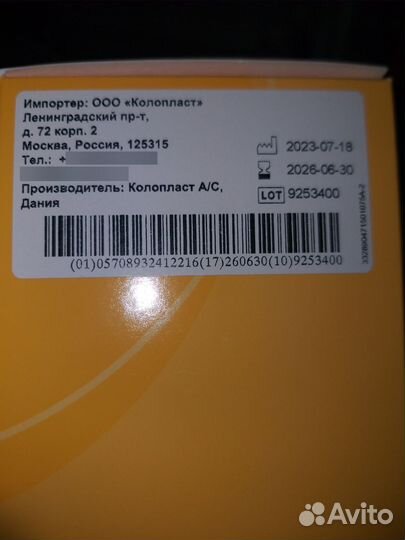 Импортер: ООО «Колопласт»
Ленинградский пр-т,
д. 72 корп. 2
Москва, Россия, 125315
Тел.: +
Производитель: Колопласт А/С,
Дания
2023-07-18
2026-06-30
LOT 9253400
(01)05708932412216(17)260630(10)9253400
Avito